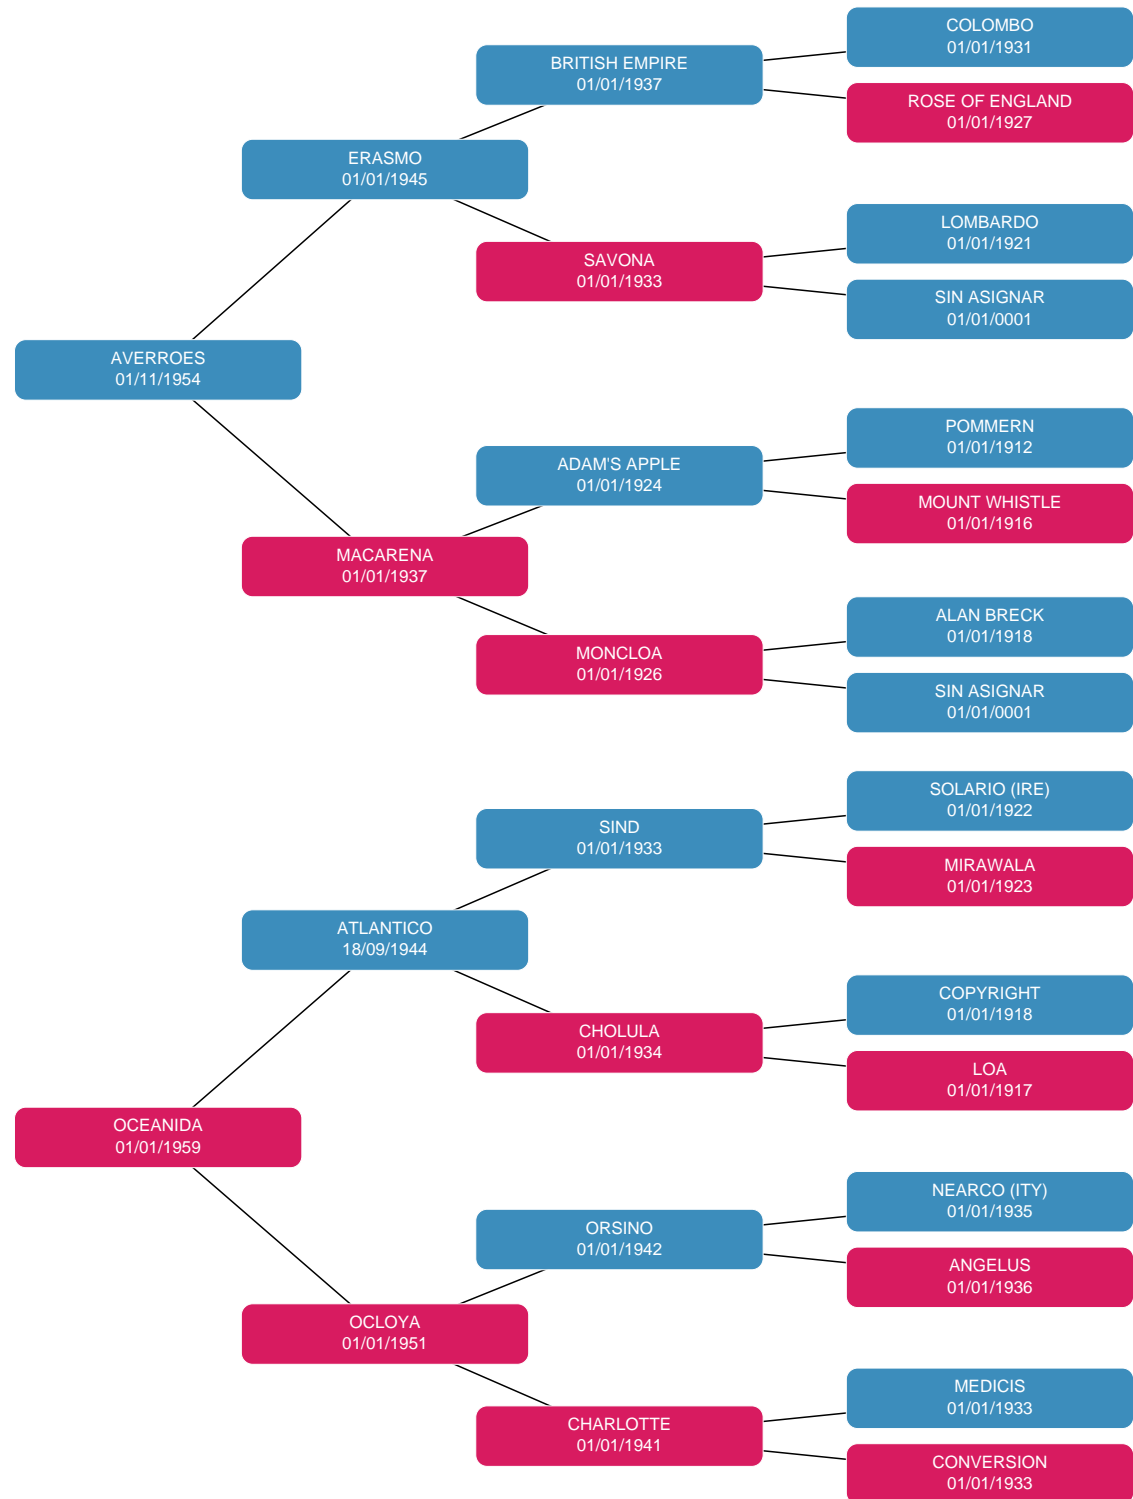 COLOMBO
01/01/1931
BRITISH EMPIRE
01/01/1937
ROSE OF ENGLAND
01/01/1927
ERASMO
01/01/1945
LOMBARDO
01/01/1921
SAVONA
01/01/1933
SIN ASIGNAR
01/01/0001
AVERROES
01/11/1954
POMMERN
01/01/1912
ADAM'S APPLE
01/01/1924
MOUNT WHISTLE
01/01/1916
MACARENA
01/01/1937
ALAN BRECK
01/01/1918
MONCLOA
01/01/1926
SIN ASIGNAR
01/01/0001
SOLARIO (IRE)
01/01/1922
SIND
01/01/1933
MIRAWALA
01/01/1923
ATLANTICO
18/09/1944
COPYRIGHT
01/01/1918
CHOLULA
01/01/1934
LOA
01/01/1917
OCEANIDA
01/01/1959
NEARCO (ITY)
01/01/1935
ORSINO
01/01/1942
ANGELUS
01/01/1936
OCLOYA
01/01/1951
MEDICIS
01/01/1933
CHARLOTTE
01/01/1941
CONVERSION
01/01/1933